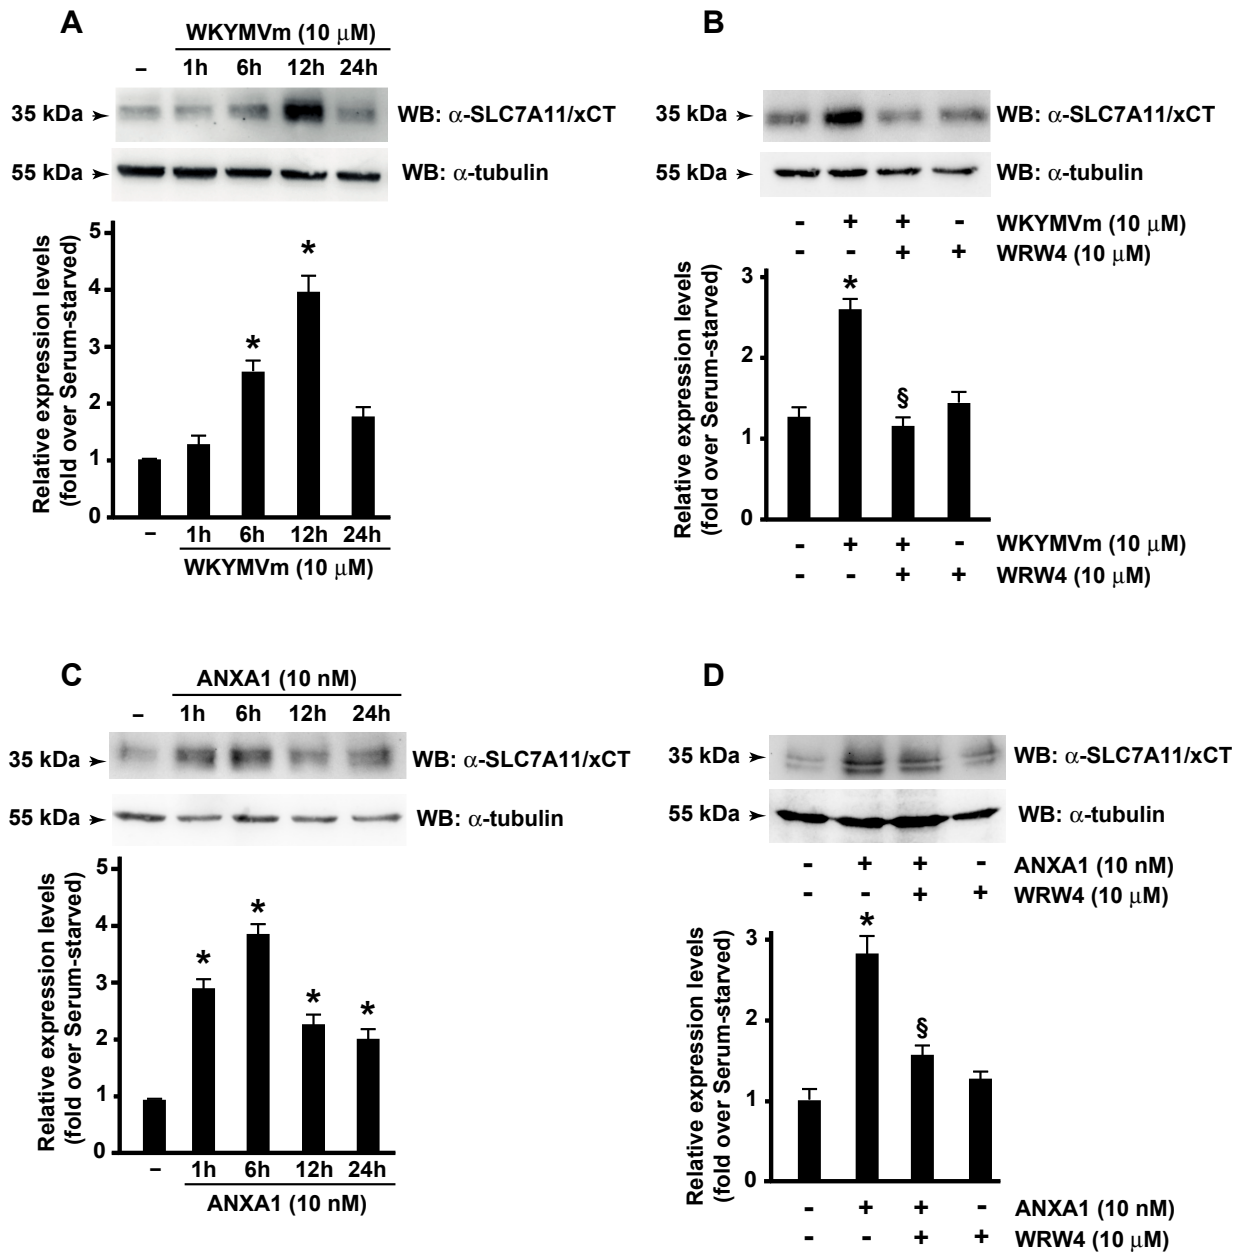 A
WKYMVm (10 μM)
– 1h 6h 12h 24h
35 kDa WB: α-SLC7A11/xCT
55 kDa WB: α-tubulin
Relative expression levels
(fold over Serum-starved)
5
4
3
2
1
0
* *
– 1h 6h 12h 24h
WKYMVm (10 μM)
B
35 kDa WB: α-SLC7A11/xCT
55 kDa WB: α-tubulin
- + + - WKYMVm (10 μM)
- - + + WRW4 (10 μM)
Relative expression levels
(fold over Serum-starved)
3
2
1
0
* §
- + + - WKYMVm (10 μM)
- - + + WRW4 (10 μM)
C
ANXA1 (10 nM)
– 1h 6h 12h 24h
35 kDa WB: α-SLC7A11/xCT
55 kDa WB: α-tubulin
Relative expression levels
(fold over Serum-starved)
5
4
3
2
1
0
* * * *
– 1h 6h 12h 24h
ANXA1 (10 nM)
D
35 kDa WB: α-SLC7A11/xCT
55 kDa WB: α-tubulin
- + + - ANXA1 (10 nM)
- - + + WRW4 (10 μM)
Relative expression levels
(fold over Serum-starved)
3
2
1
0
* §
- + + - ANXA1 (10 nM)
- - + + WRW4 (10 μM)